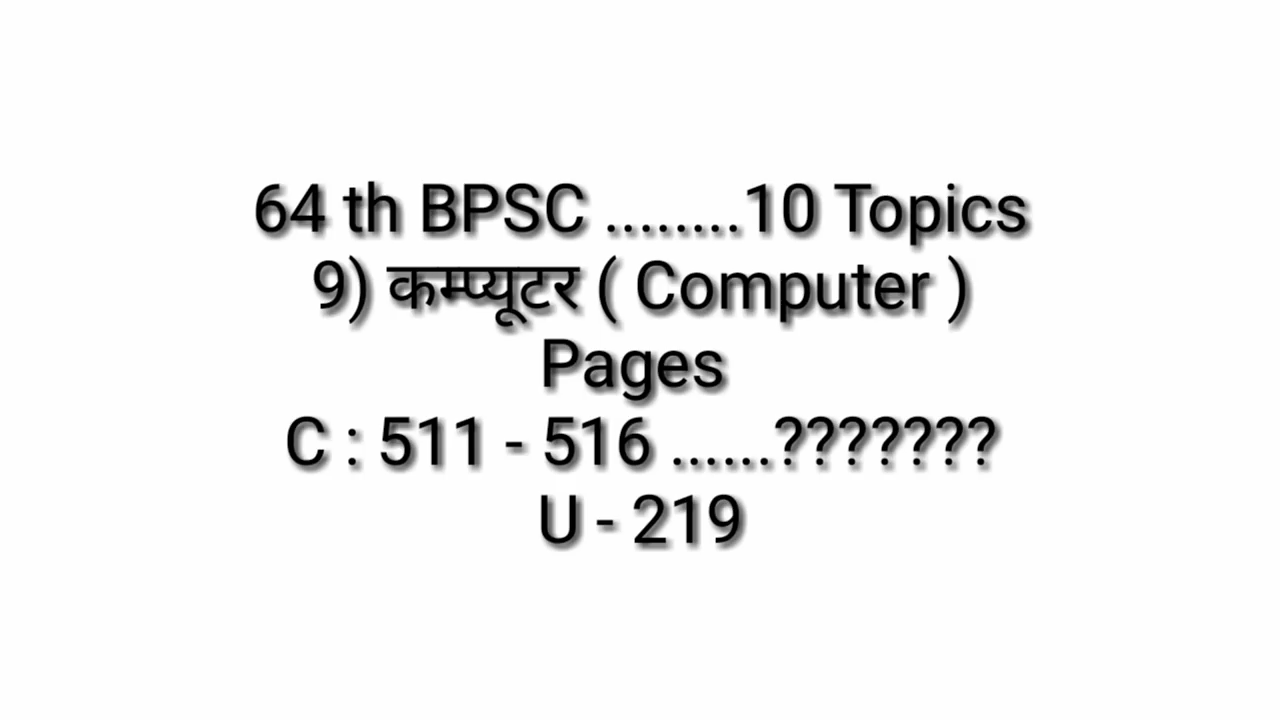 64 th BPSC ........10 Topics
9) कम्प्यूटर ( Computer )
Pages
C : 511 - 516 ......???????
U - 219